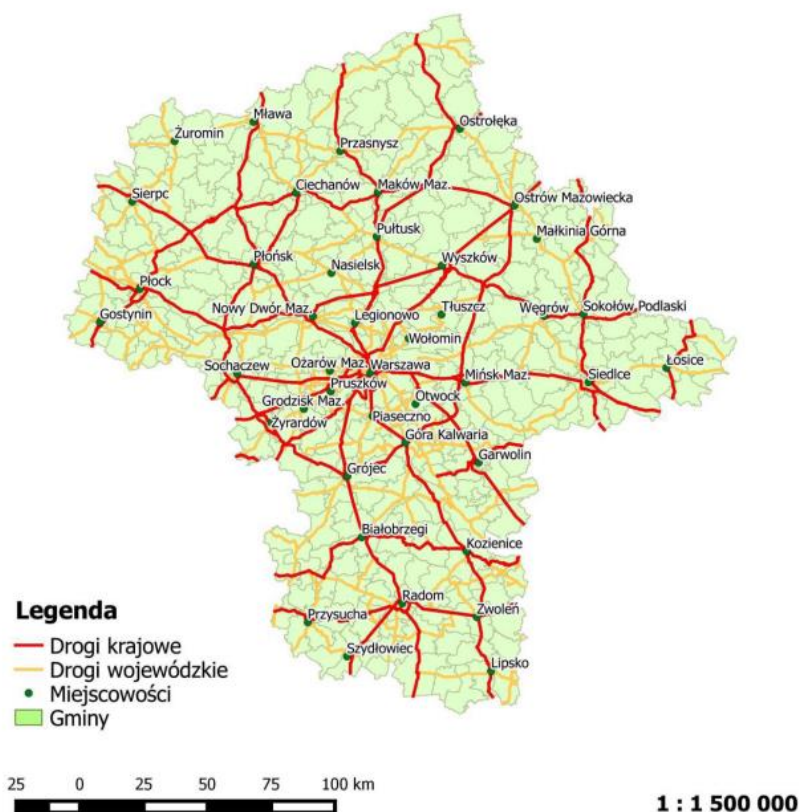 Mława
Ostrołęka
Żuromin
Przasnysz
Ciechanów
Maków Maz.
Sierpc
Ostrów Mazowiecka
Pułtusk
Małkinia Górna
Płońsk
Nasielsk
Wyszków
Płock
Nowy Dwór Maz.
Legionowo
Tłuszcz
Węgrów
Sokołów Podlaski
Gostynin
Wołomin
Sochaczew
Ożarów Maz.
Warszawa
Mińsk Maz.
Siedlce
Łosice
Pruszków
Grodzisk Maz.
Otwock
Żyrardów
Piaseczno
Góra Kalwaria
Garwolin
Grójec
Białobrzegi
Kozienice
Radom
Przysucha
Zwoleń
Szydłowiec
Lipsko
Legenda
Drogi krajowe
Drogi wojewódzkie
Miejscowości
Gminy
25 0 25 50 75 100 km
1 : 1 500 000